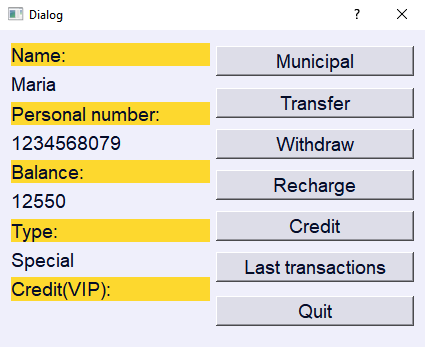 Dialog
?
Name:
Maria
Personal number:
1234568079
Balance:
12550
Type:
Special
Credit(VIP):
Municipal
Transfer
Withdraw
Recharge
Credit
Last transactions
Quit